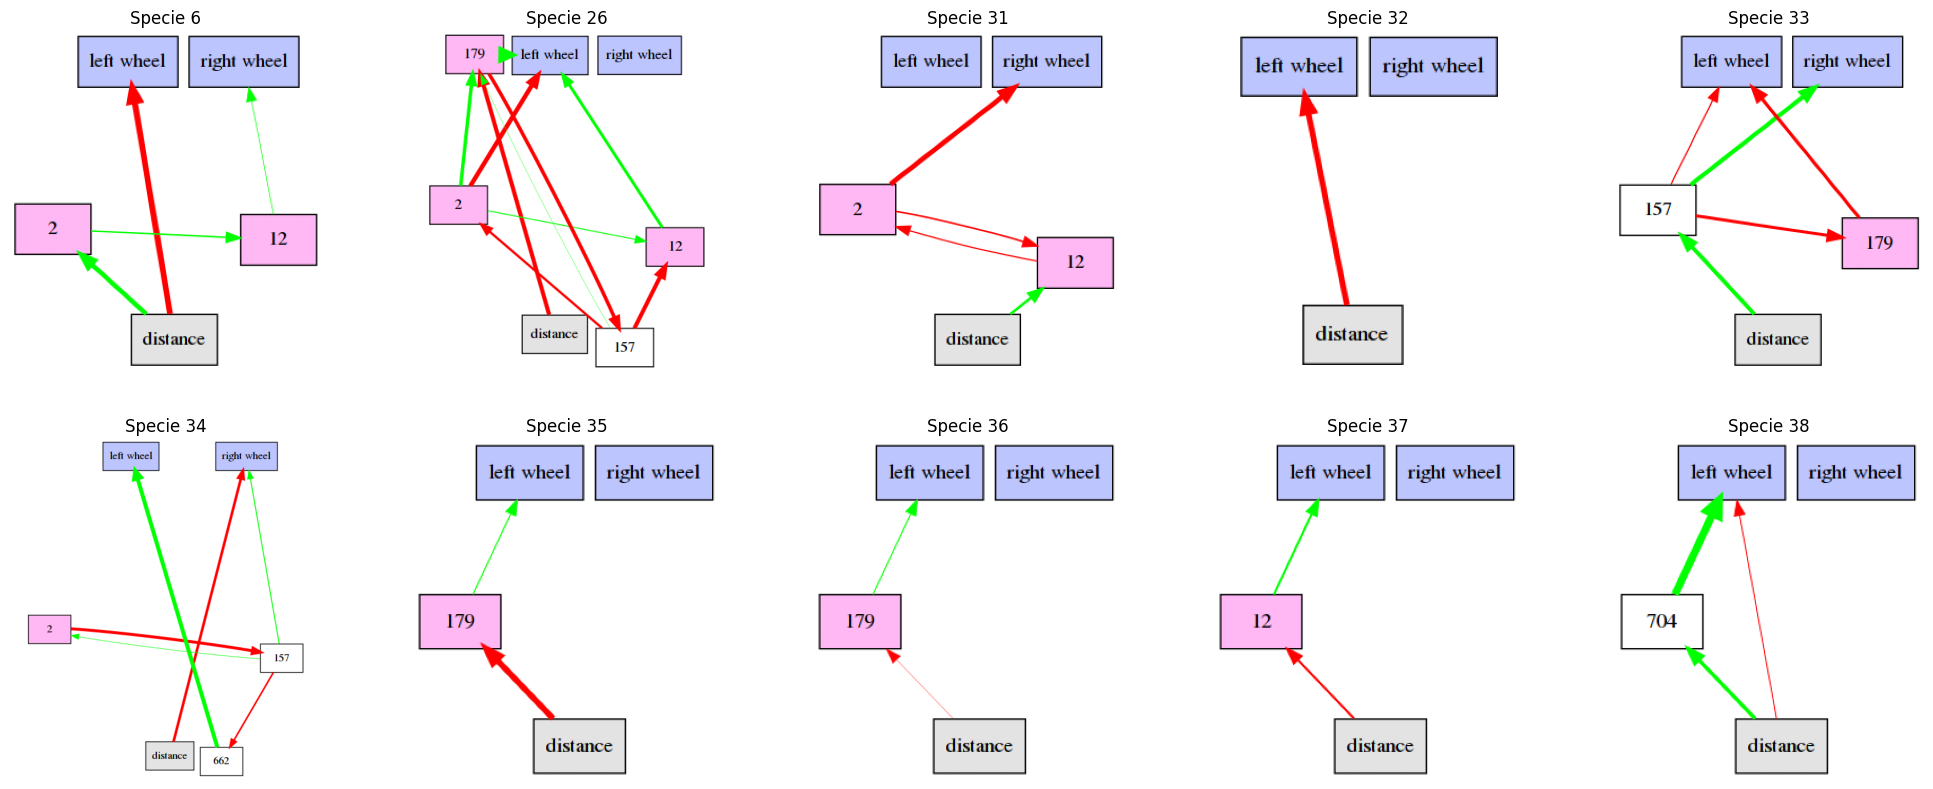 Specie 6
left wheel
right wheel
2
12
distance
Specie 26
179
left wheel
right wheel
2
12
distance
157
Specie 31
left wheel
right wheel
2
12
distance
Specie 32
left wheel
right wheel
distance
Specie 33
left wheel
right wheel
157
179
distance
Specie 34
left wheel
right wheel
2
157
distance
662
Specie 35
left wheel
right wheel
179
distance
Specie 36
left wheel
right wheel
179
distance
Specie 37
left wheel
right wheel
12
distance
Specie 38
left wheel
right wheel
704
distance